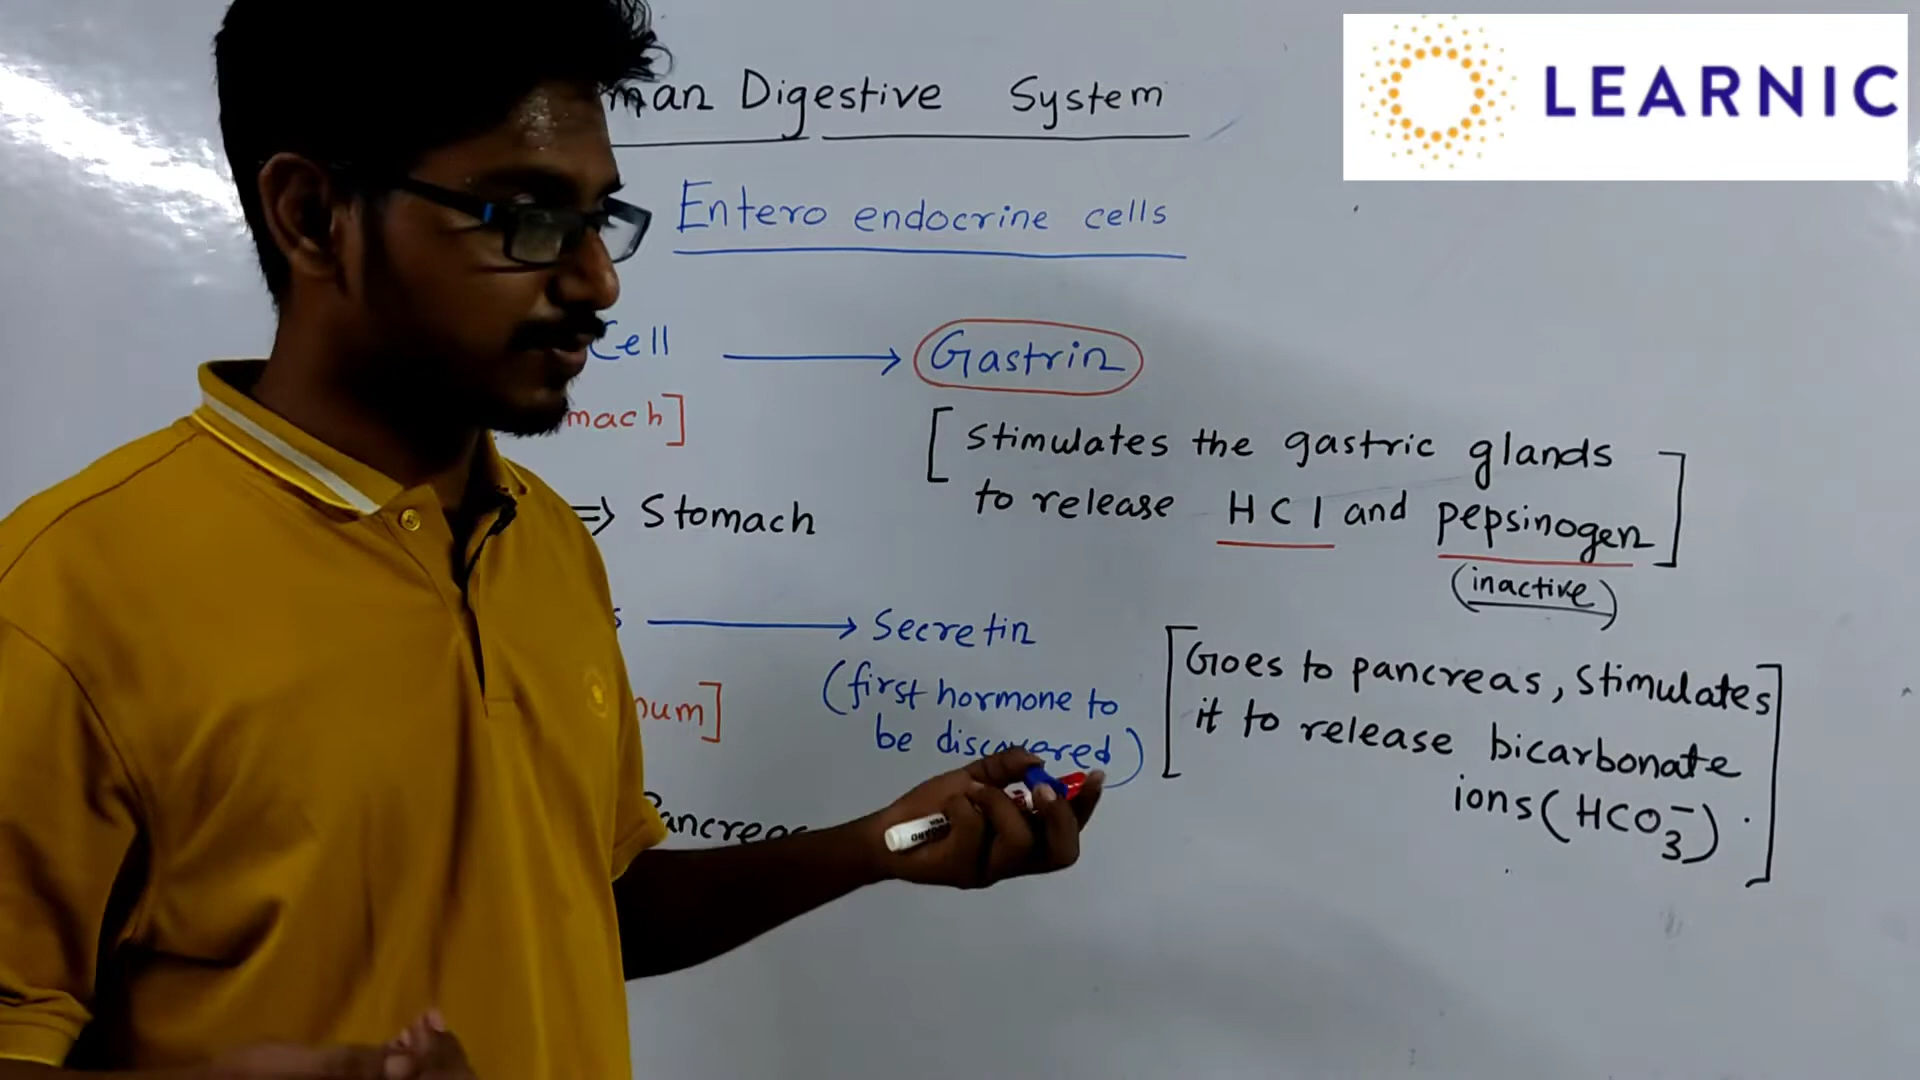 LEARNIC
man Digestive System
Entero endocrine cells
Cell → Gastrin
mach]
[stimulates the gastric glands
to release HCl and pepsinogen]
(inactive)
⇒ Stomach
s → Secretin
(first hormone to
be discovered)
num]
[Goes to pancreas, stimulates
it to release bicarbonate
ions (HCO₃⁻).]
Pancreas